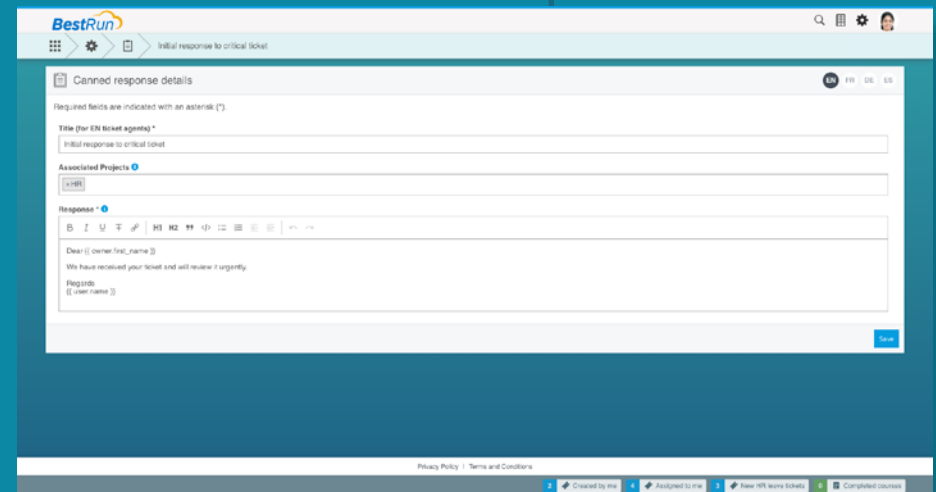 BestRun
Initial response to critical ticket
Canned response details
EN FR DE ES
Required fields are indicated with an asterisk (*).
Title (for EN ticket agents) *
Initial response to critical ticket
Associated Projects
×HR
Response *
B I U T H1 H2
Dear {{ owner.first_name }}
We have received your ticket and will review it urgently.
Regards
{{ user.name }}
Save
Privacy Policy | Terms and Conditions
2 Created by me 4 Assigned to me 3 New HR leave tickets Completed courses